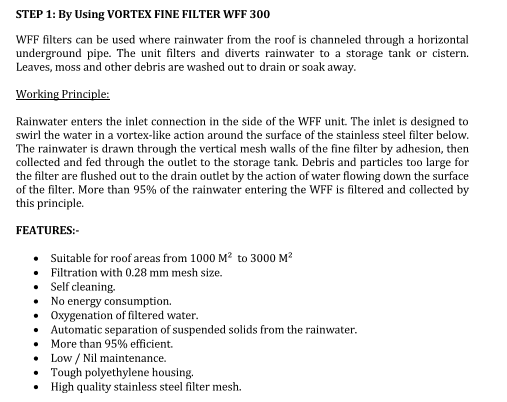 STEP 1: By Using VORTEX FINE FILTER WFF 300
WFF filters can be used where rainwater from the roof is channeled through a horizontal
underground pipe. The unit filters and diverts rainwater to a storage tank or cistern.
Leaves, moss and other debris are washed out to drain or soak away.
Working Principle:
Rainwater enters the inlet connection in the side of the WFF unit. The inlet is designed to
swirl the water in a vortex-like action around the surface of the stainless steel filter below.
The rainwater is drawn through the vertical mesh walls of the fine filter by adhesion, then
collected and fed through the outlet to the storage tank. Debris and particles too large for
the filter are flushed out to the drain outlet by the action of water flowing down the surface
of the filter. More than 95% of the rainwater entering the WFF is filtered and collected by
this principle.
FEATURES:-
• Suitable for roof areas from 1000 M² to 3000 M²
• Filtration with 0.28 mm mesh size.
• Self cleaning.
• No energy consumption.
• Oxygenation of filtered water.
• Automatic separation of suspended solids from the rainwater.
• More than 95% efficient.
• Low / Nil maintenance.
• Tough polyethylene housing.
• High quality stainless steel filter mesh.